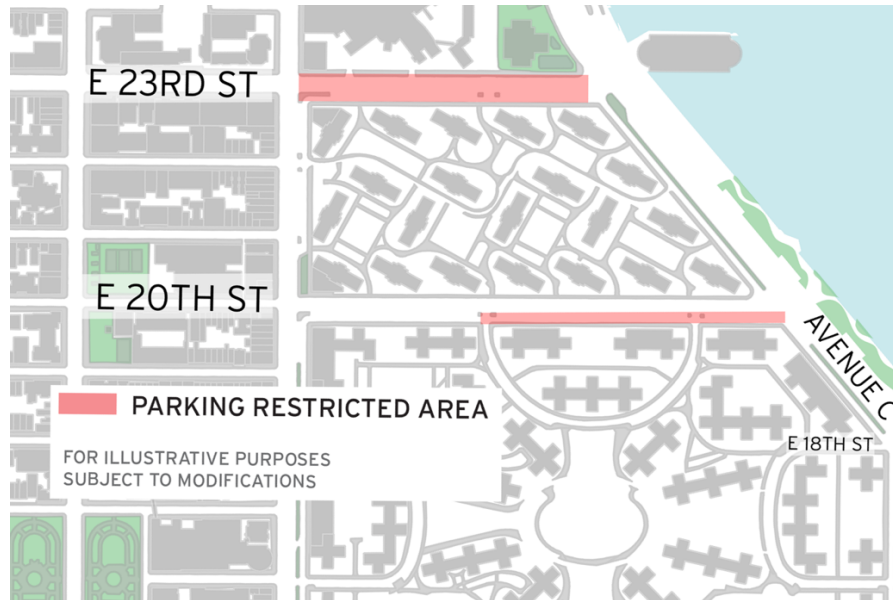 E 23RD ST
E 20TH ST
AVENUE C
PARKING RESTRICTED AREA
E 18TH ST
FOR ILLUSTRATIVE PURPOSES
SUBJECT TO MODIFICATIONS